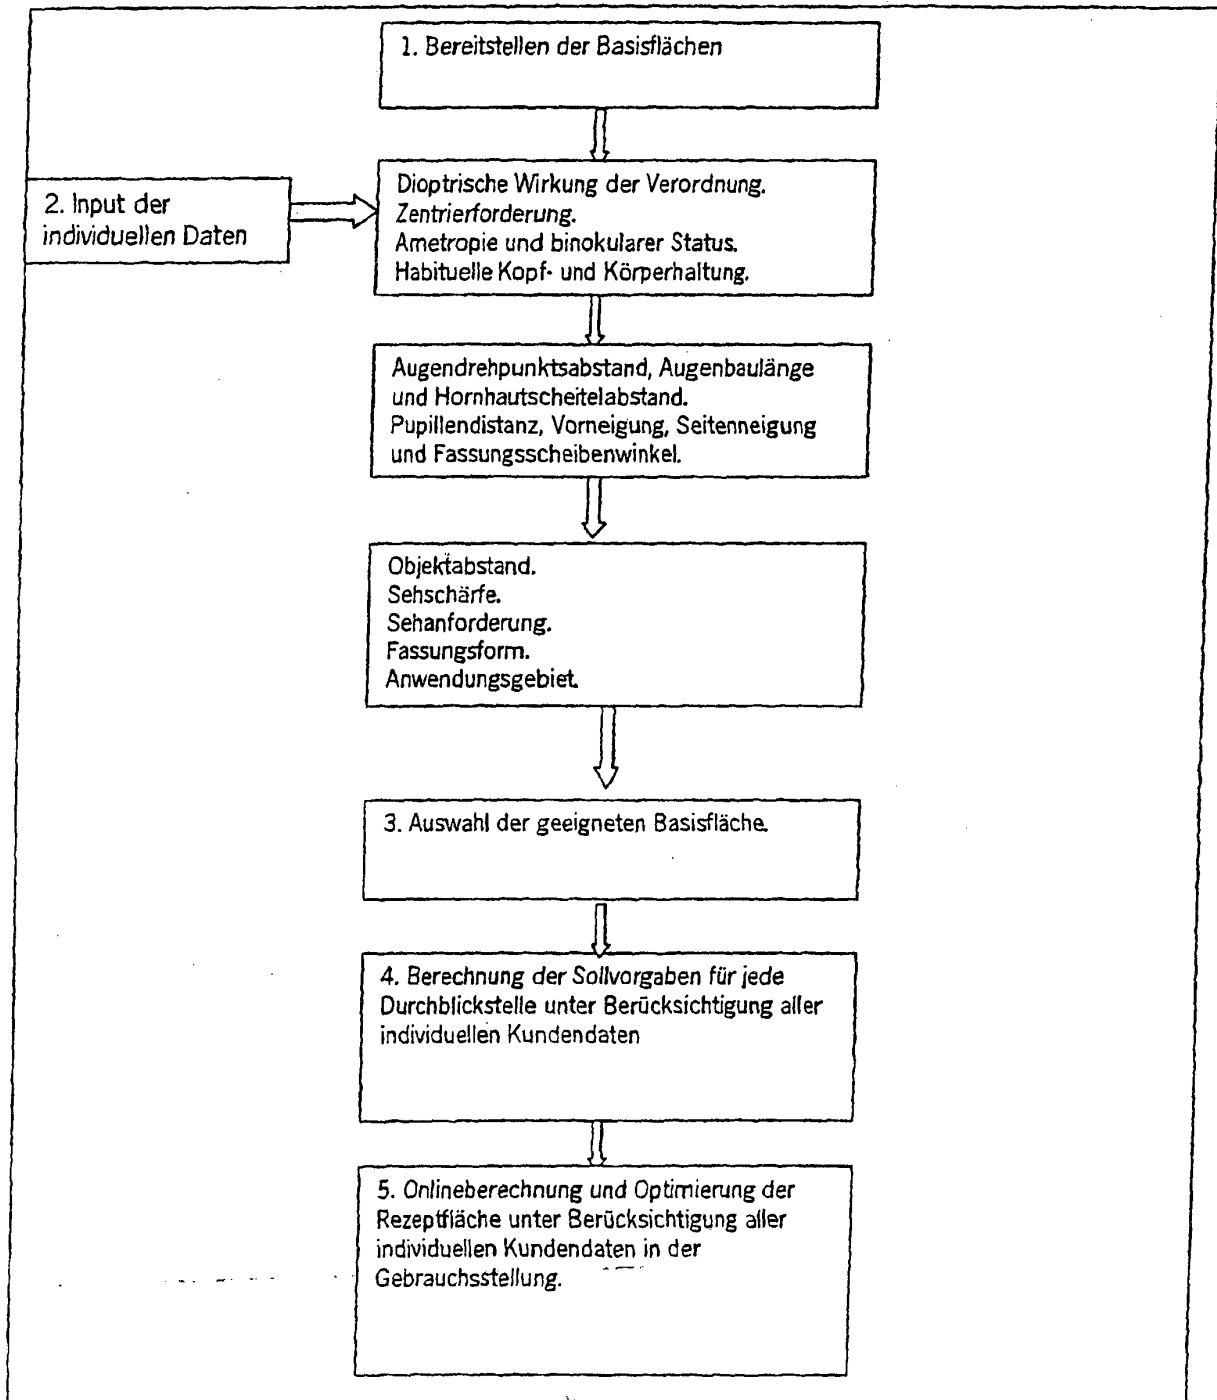 1. Bereitstellen der Basisflächen
2. Input der
individuellen Daten
Dioptrische Wirkung der Verordnung.
Zentrierforderung.
Ametropie und binokularer Status.
Habituelle Kopf- und Körperhaltung.
Augendrehpunktsabstand, Augenbaulänge
und Hornhautscheitelabstand.
Pupillendistanz, Vorneigung, Seitenneigung
und Fassungsscheibenwinkel.
Objektabstand.
Sehschärfe.
Sehanforderung.
Fassungsform.
Anwendungsgebiet.
3. Auswahl der geeigneten Basisfläche.
4. Berechnung der Sollvorgaben für jede
Durchblickstelle unter Berücksichtigung aller
individuellen Kundendaten
5. Onlineberechnung und Optimierung der
Rezeptfläche unter Berücksichtigung aller
individuellen Kundendaten in der
Gebrauchsstellung.